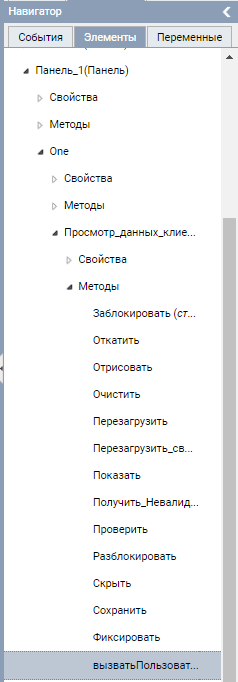 Навигатор
События
Элементы
Переменные
Панель_1(Панель)
Свойства
Методы
One
Свойства
Методы
Просмотр_данных_клие...
Свойства
Методы
Заблокировать (ст...
Откатить
Отрисовать
Очистить
Перезагрузить
Перезагрузить_св...
Показать
Получить_Невалид...
Проверить
Разблокировать
Скрыть
Сохранить
Фиксировать
вызватьПользоват...